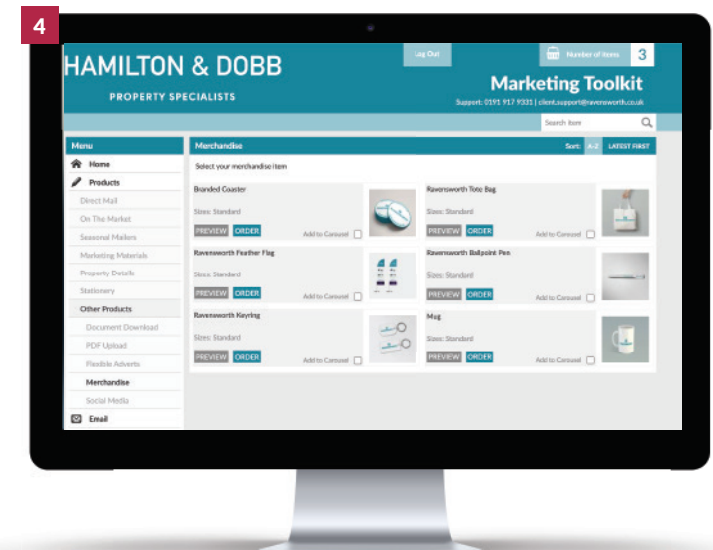 4
HAMILTON & DOBB
PROPERTY SPECIALISTS
Log Out
Number of items 3
Marketing Toolkit
Support: 0191 917 9331 | client.support@ravensworth.co.uk
Search item
Menu
Home
Products
Direct Mail
On The Market
Seasonal Mailers
Marketing Materials
Property Details
Stationery
Other Products
Document Download
PDF Upload
Flexible Adverts
Merchandise
Social Media
Email
Merchandise
Sort: A-Z LATEST FIRST
Select your merchandise item
Branded Coaster
Sizes: Standard
PREVIEW ORDER
Add to Carousel
Ravensworth Tote Bag
Sizes: Standard
PREVIEW ORDER
Add to Carousel
Ravensworth Feather Flag
Sizes: Standard
PREVIEW ORDER
Add to Carousel
Ravensworth Ballpoint Pen
Sizes: Standard
PREVIEW ORDER
Add to Carousel
Ravensworth Keyring
Sizes: Standard
PREVIEW ORDER
Add to Carousel
Mug
Sizes: Standard
PREVIEW ORDER
Add to Carousel